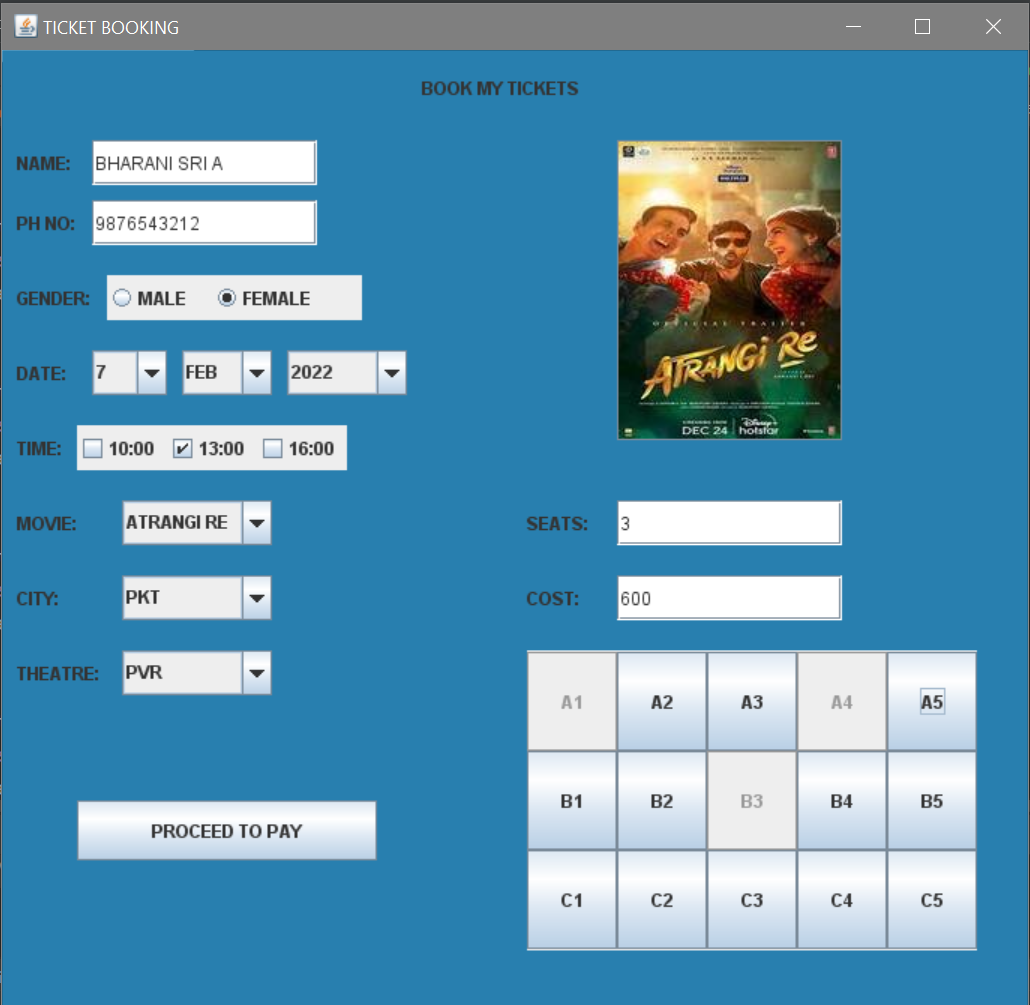 TICKET BOOKING
BOOK MY TICKETS
NAME: BHARANI SRI A
PH NO: 9876543212
GENDER: MALE FEMALE
DATE: 7 FEB 2022
TIME: 10:00 13:00 16:00
MOVIE: ATRANGI RE
CITY: PKT
THEATRE: PVR
PROCEED TO PAY
OFFICIAL TRAILER
ATRANGI RE
DEC 24 Disney+ hotstar
SEATS: 3
COST: 600
A1 A2 A3 A4 A5
B1 B2 B3 B4 B5
C1 C2 C3 C4 C5